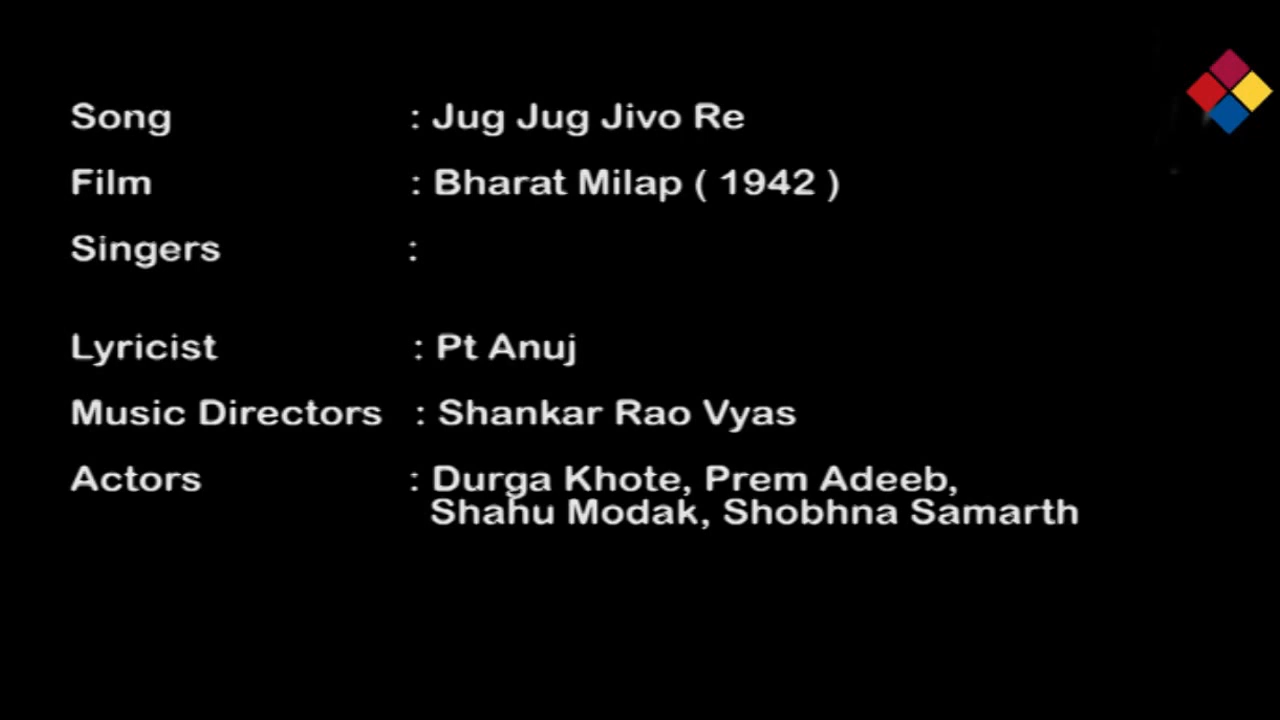 Song : Jug Jug Jivo Re
Film : Bharat Milap ( 1942 )
Singers :
Lyricist : Pt Anuj
Music Directors : Shankar Rao Vyas
Actors : Durga Khote, Prem Adeeb,
Shahu Modak, Shobhna Samarth